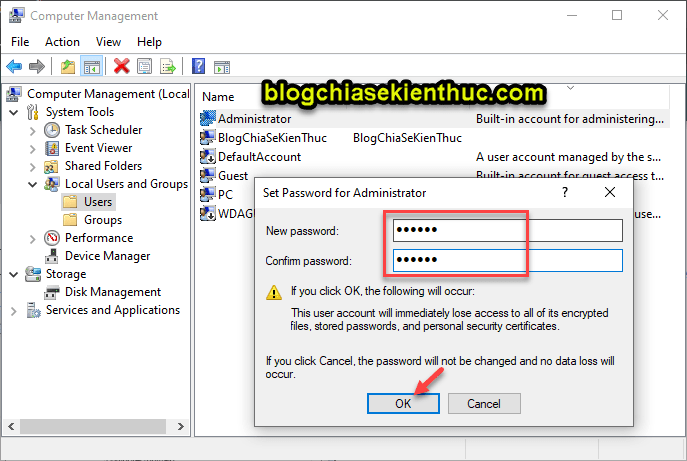 Computer Management
File Action View Help
blogchiasekienthuc.com
Computer Management (Local
System Tools
Task Scheduler
Event Viewer
Shared Folders
Local Users and Groups
Users
Groups
Performance
Device Manager
Storage
Disk Management
Services and Applications
Name
Administrator Built-in account for administering...
BlogChiaSeKienThuc BlogChiaSeKienThuc
DefaultAccount A user account managed by the s...
Guest Built-in account for guest access t...
PC
WDAGU use...
Set Password for Administrator
New password: ●●●●●●
Confirm password: ●●●●●●
If you click OK, the following will occur:
This user account will immediately lose access to all of its encrypted
files, stored passwords, and personal security certificates.
If you click Cancel, the password will not be changed and no data loss will
occur.
OK Cancel